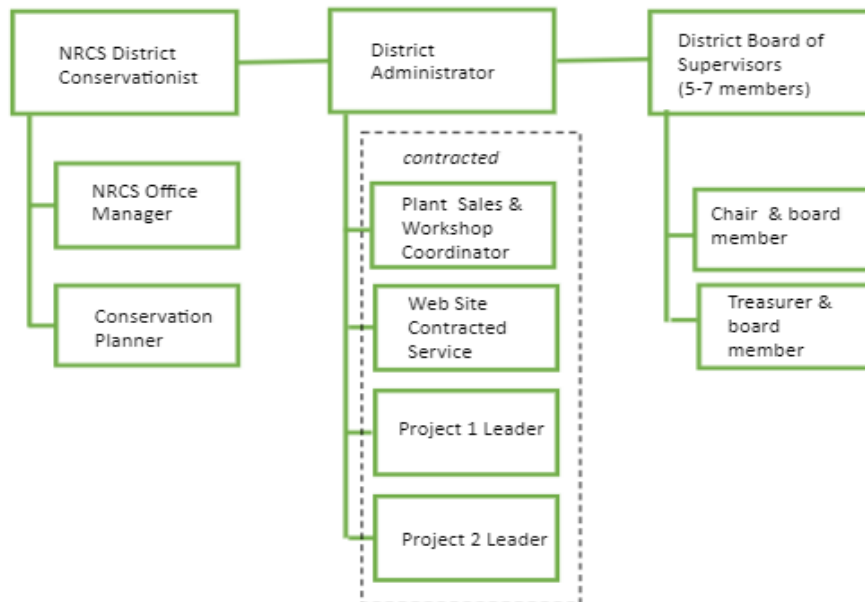 NRCS District
Conservationist
District
Administrator
District Board of
Supervisors
(5-7 members)
NRCS Office
Manager
Conservation
Planner
contracted
Plant Sales &
Workshop
Coordinator
Web Site
Contracted
Service
Project 1 Leader
Project 2 Leader
Chair & board
member
Treasurer &
board
member